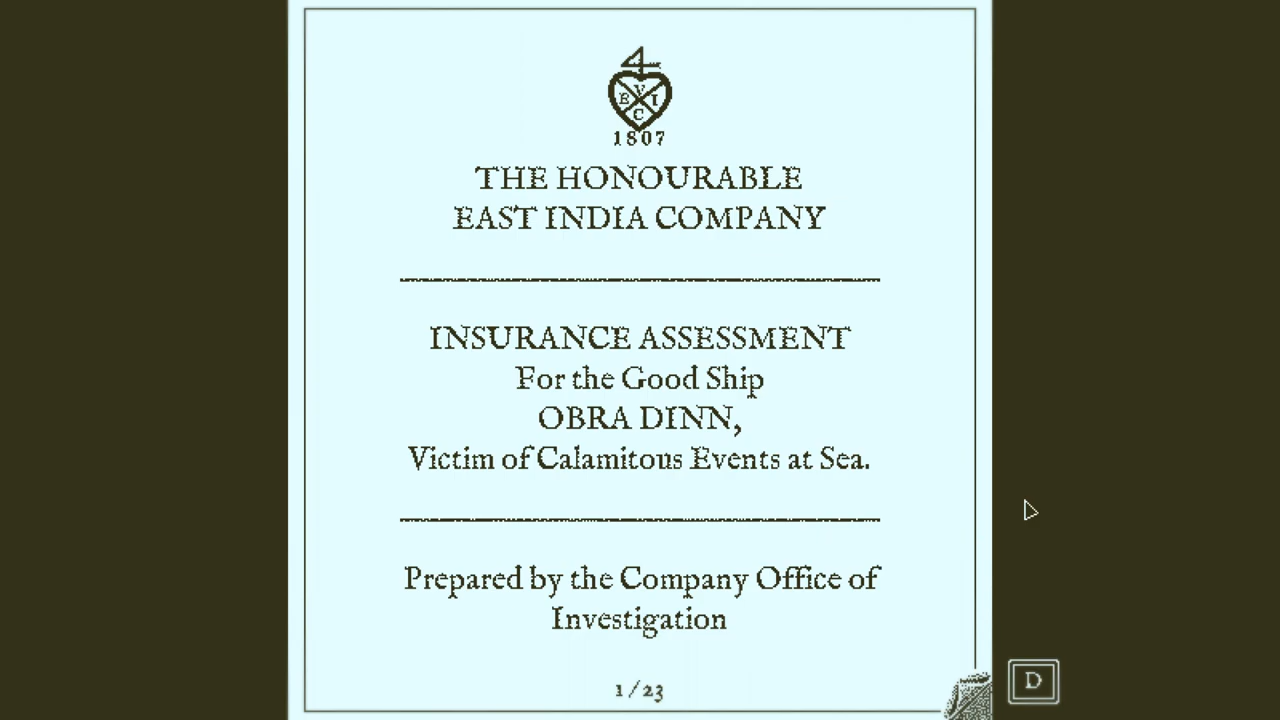 4
V
E I
C
1807
THE HONOURABLE
EAST INDIA COMPANY
INSURANCE ASSESSMENT
For the Good Ship
OBRA DINN,
Victim of Calamitous Events at Sea.
Prepared by the Company Office of
Investigation
1/23
D